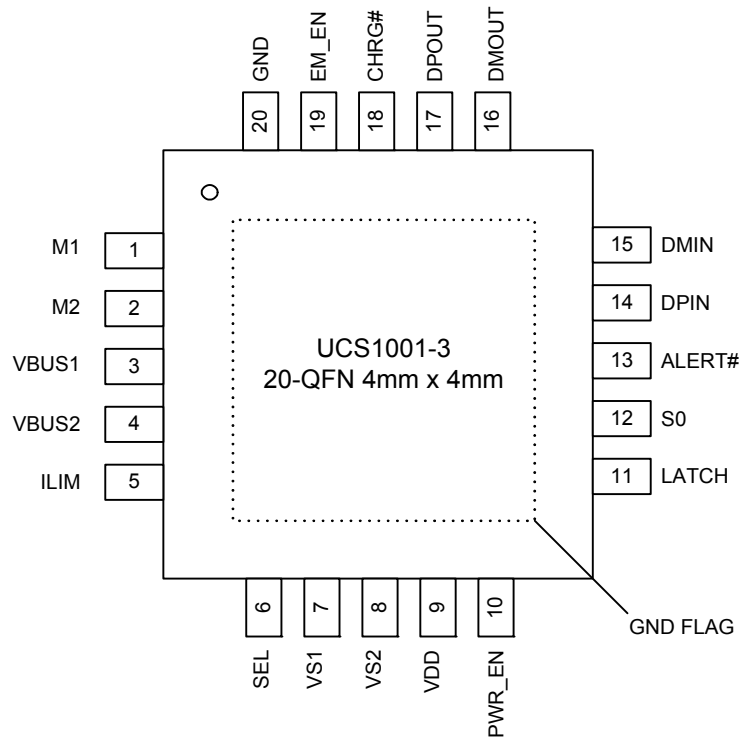 GND
EM_EN
CHRG#
DPOUT
DMOUT
20
19
18
17
16
M1 1
M2 2
VBUS1 3
VBUS2 4
ILIM 5
UCS1001-3
20-QFN 4mm x 4mm
15 DMIN
14 DPIN
13 ALERT#
12 S0
11 LATCH
6
7
8
9
10
SEL
VS1
VS2
VDD
PWR_EN
GND FLAG